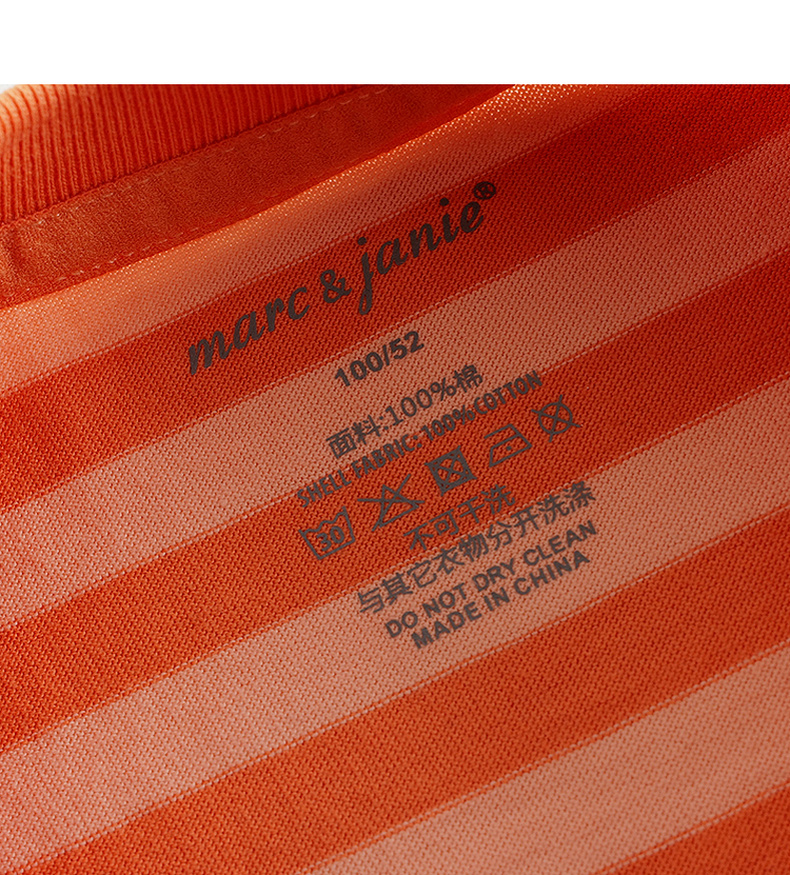 marc & janie®
100/52
面料:100%棉
SHELL FABRIC:100%COTTON
30
不可干洗
与其它衣物分开洗涤
DO NOT DRY CLEAN
MADE IN CHINA